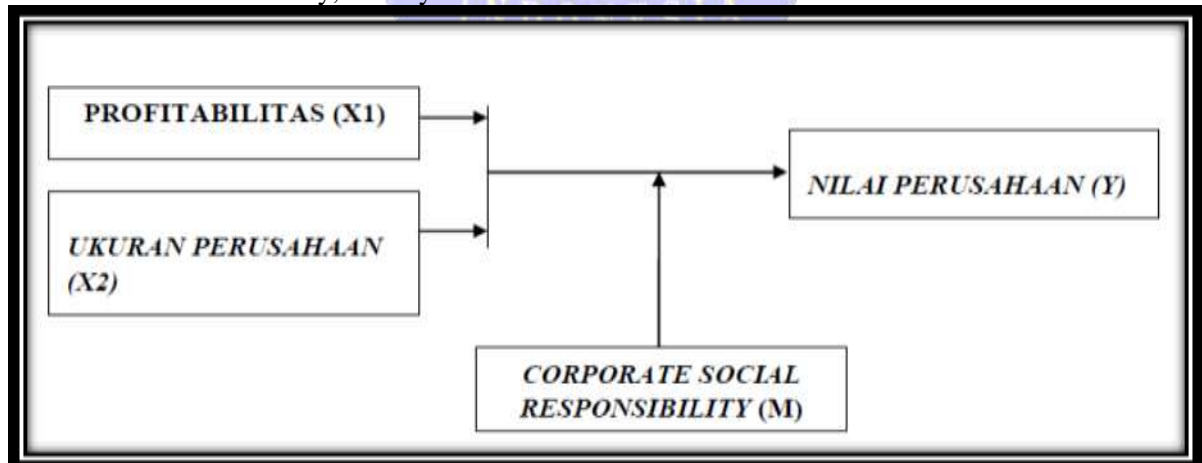 PROFITABILITAS (X1)
UKURAN PERUSAHAAN
(X2)
NILAI PERUSAHAAN (Y)
CORPORATE SOCIAL
RESPONSIBILITY (M)